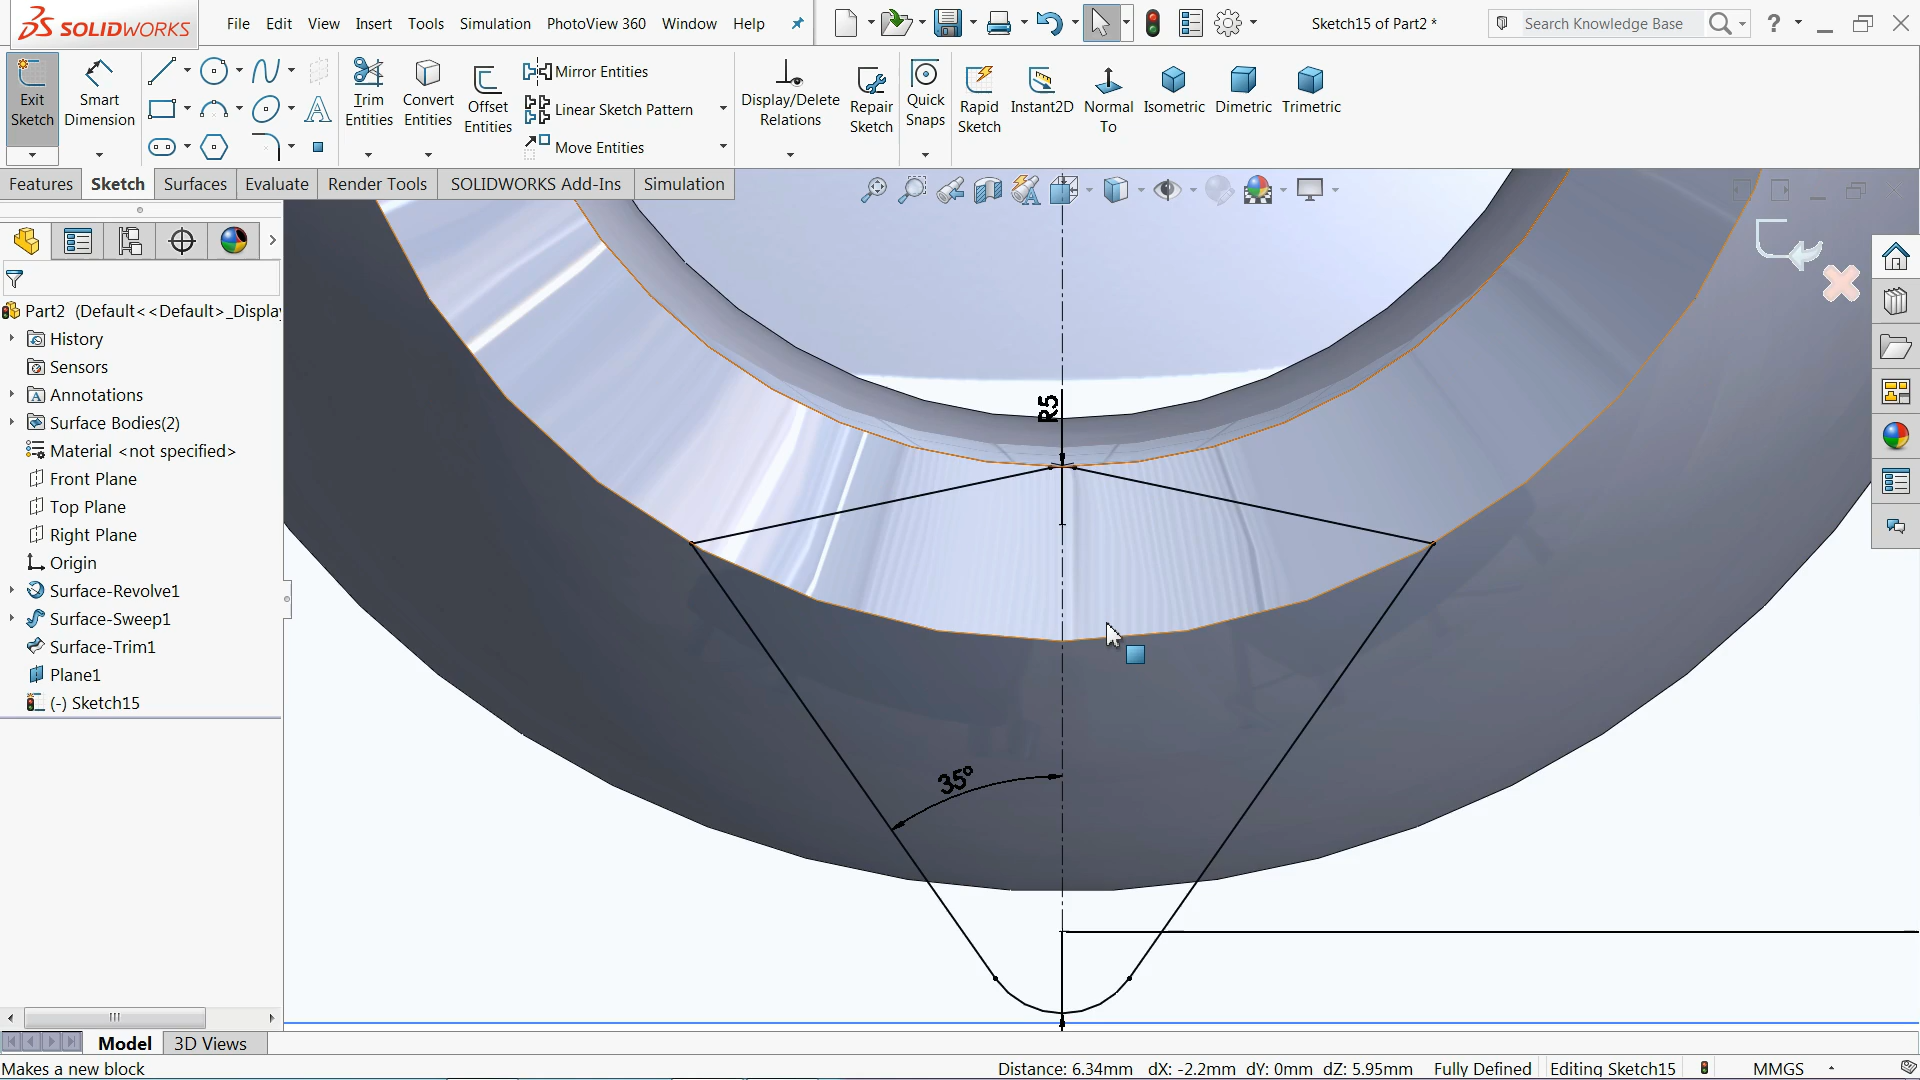 SOLIDWORKS
File Edit View Insert Tools Simulation PhotoView 360 Window Help
Sketch15 of Part2 *
Search Knowledge Base
?
Exit Sketch
Smart Dimension
Trim Entities
Convert Entities
Offset Entities
Mirror Entities
Linear Sketch Pattern
Move Entities
Display/Delete Relations
Repair Sketch
Quick Snaps
Rapid Sketch
Instant2D
Normal To
Isometric
Dimetric
Trimetric
Features Sketch Surfaces Evaluate Render Tools SOLIDWORKS Add-Ins Simulation
Part2 (Default<<Default>_Displa
History
Sensors
Annotations
Surface Bodies(2)
Material <not specified>
Front Plane
Top Plane
Right Plane
Origin
Surface-Revolve1
Surface-Sweep1
Surface-Trim1
Plane1
(-) Sketch15
R5
35°
Model 3D Views
Makes a new block
Distance: 6.34mm dX: -2.2mm dY: 0mm dZ: 5.95mm Fully Defined Editing Sketch15 MMGS